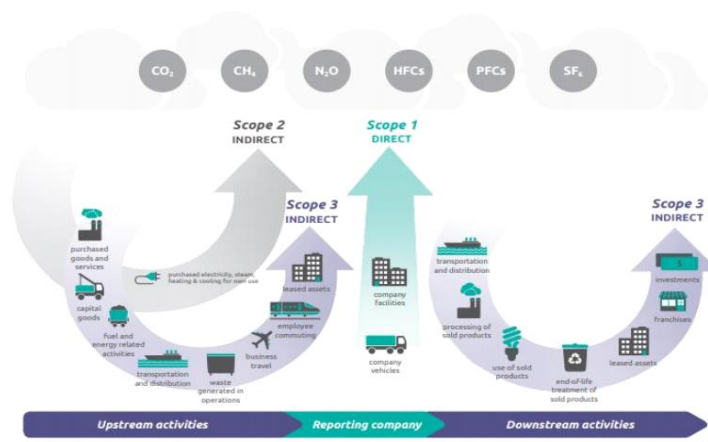 CO₂
CH₄
N₂O
HFCs
PFCs
SF₆
Scope 2
INDIRECT
Scope 1
DIRECT
Scope 3
INDIRECT
Scope 3
INDIRECT
purchased
goods and
services
capital
goods
fuel and
energy related
activities
transportation
and distribution
waste
generated in
operations
business
travel
employee
commuting
leased assets
purchased electricity, steam,
heating & cooling for own use
company
facilities
company
vehicles
transportation
and distribution
processing of
sold products
use of sold
products
end-of-life
treatment of
sold products
leased assets
franchises
$
investments
Upstream activities
Reporting company
Downstream activities